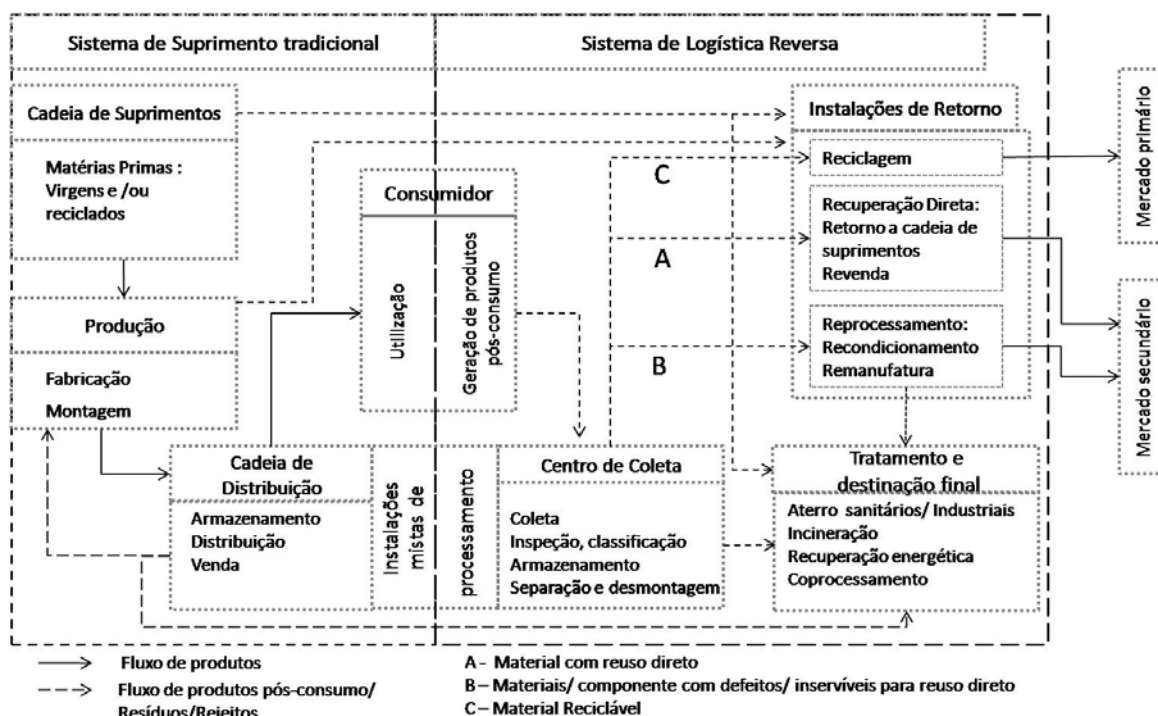 Sistema de Suprimento tradicional
Sistema de Logística Reversa
Cadeia de Suprimentos
Matérias Primas :
Virgens e /ou
reciclados
Produção
Fabricação
Montagem
Cadeia de
Distribuição
Armazenamento
Distribuição
Venda
Consumidor
Utilização
Geração de produtos
pós-consumo
Instalações
mistas de
processamento
Centro de Coleta
Coleta
Inspeção, classificação
Armazenamento
Separação e desmontagem
C
A
B
Instalações de Retorno
Reciclagem
Recuperação Direta:
Retorno a cadeia de
suprimentos
Revenda
Reprocessamento:
Recondicionamento
Remanufatura
Tratamento e
destinação final
Aterro sanitários/ Industriais
Incineração
Recuperação energética
Coprocessamento
Mercado primário
Mercado secundário
Fluxo de produtos
Fluxo de produtos pós-consumo/
Resíduos/Rejeitos
A - Material com reuso direto
B – Materiais/ componente com defeitos/ inservíveis para reuso direto
C – Material Reciclável